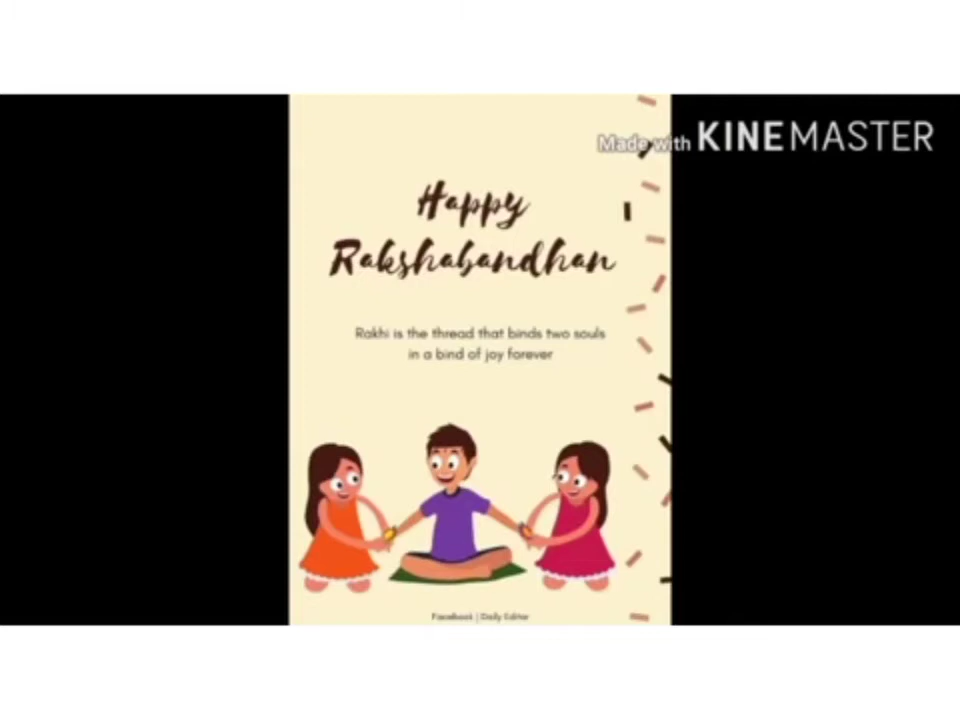 Made with KINEMASTER
Happy
Rakshabandhan
Rakhi is the thread that binds two souls
in a bind of joy forever
Facebook | Daily Editor